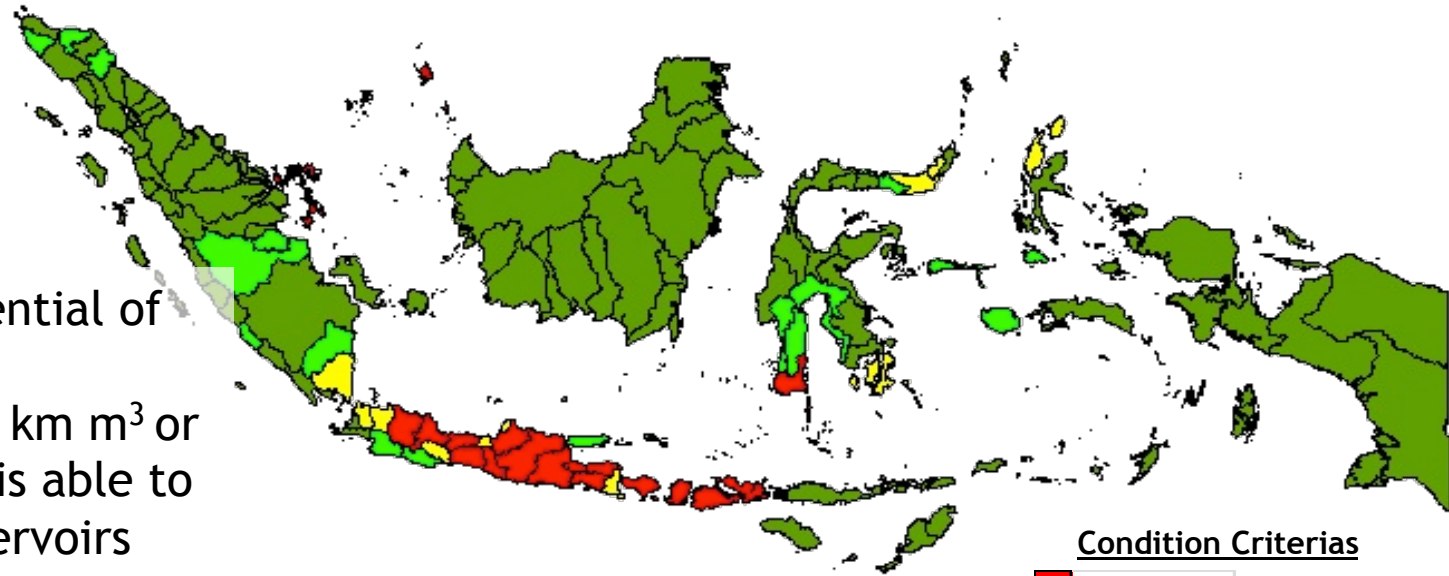 ential of
km m³ or
is able to
ervoirs
Condition Criterias